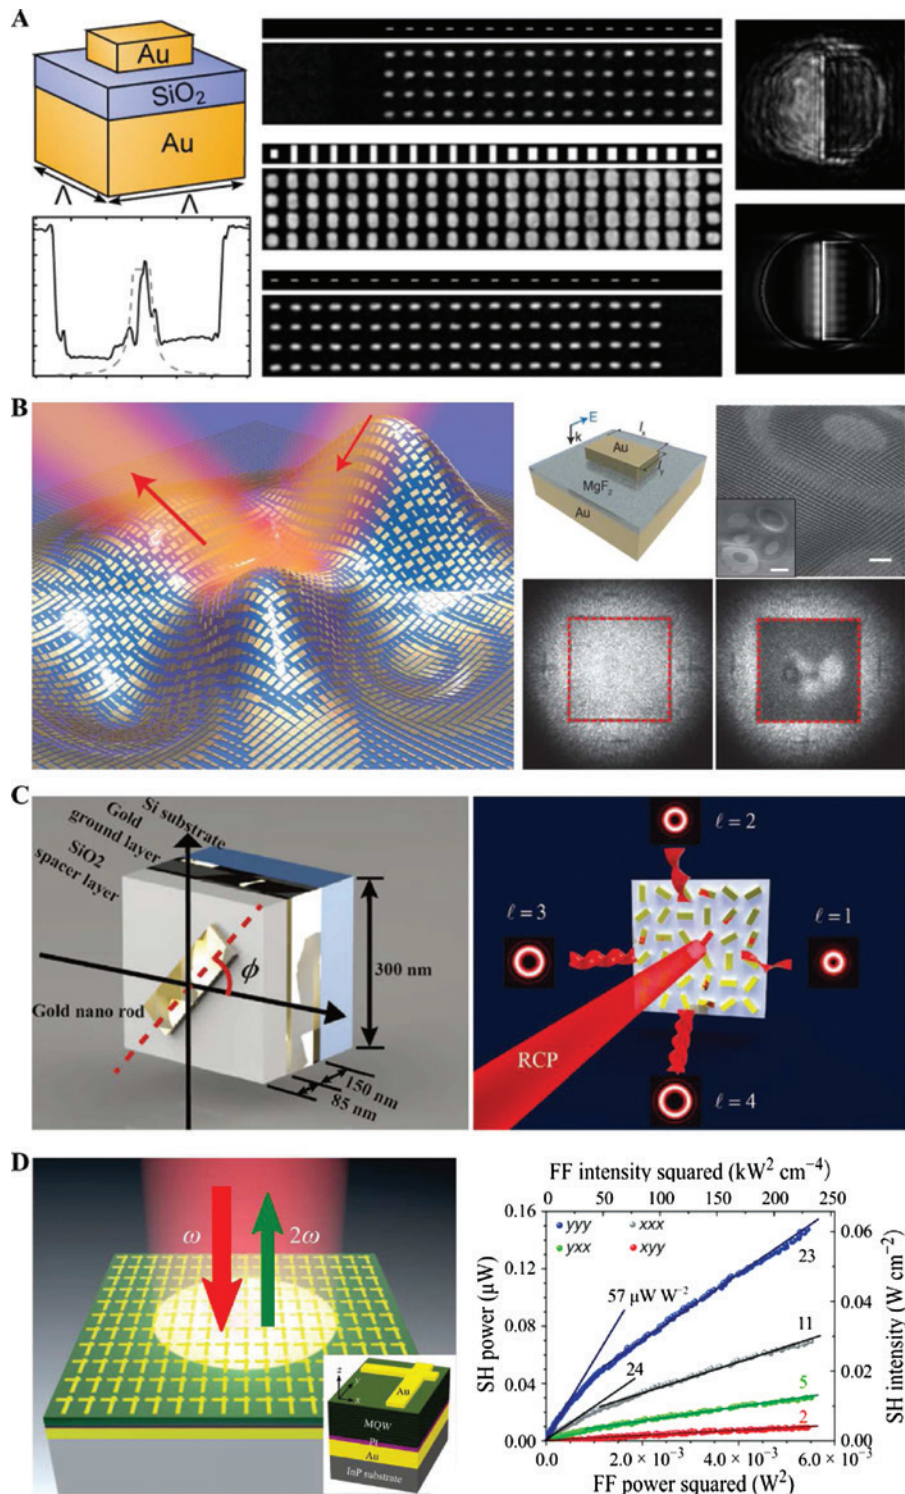 A
Au
SiO2
Au
Λ
Λ
B
E
k
lx
ly
Au
MgF2
Au
C
Si substrate
Gold
ground layer
SiO2
spacer layer
ϕ
300 nm
Gold nano rod
150 nm
85 nm
ℓ = 2
ℓ = 3
ℓ = 1
RCP
ℓ = 4
D
ω
2ω
z
y
x
Au
MQW
Pt
Au
InP substrate
FF intensity squared (kW² cm⁻⁴)
0 50 100 150 200 250
0.16
0.12
0.08
0.04
0.00
SH power (μW)
yyy
xxx
yxx
xyy
57 μW W⁻²
24
23
11
5
2
0.06
0.04
0.02
0.00
SH intensity (W cm⁻²)
0 2.0 × 10⁻³ 4.0 × 10⁻³ 6.0 × 10⁻³
FF power squared (W²)